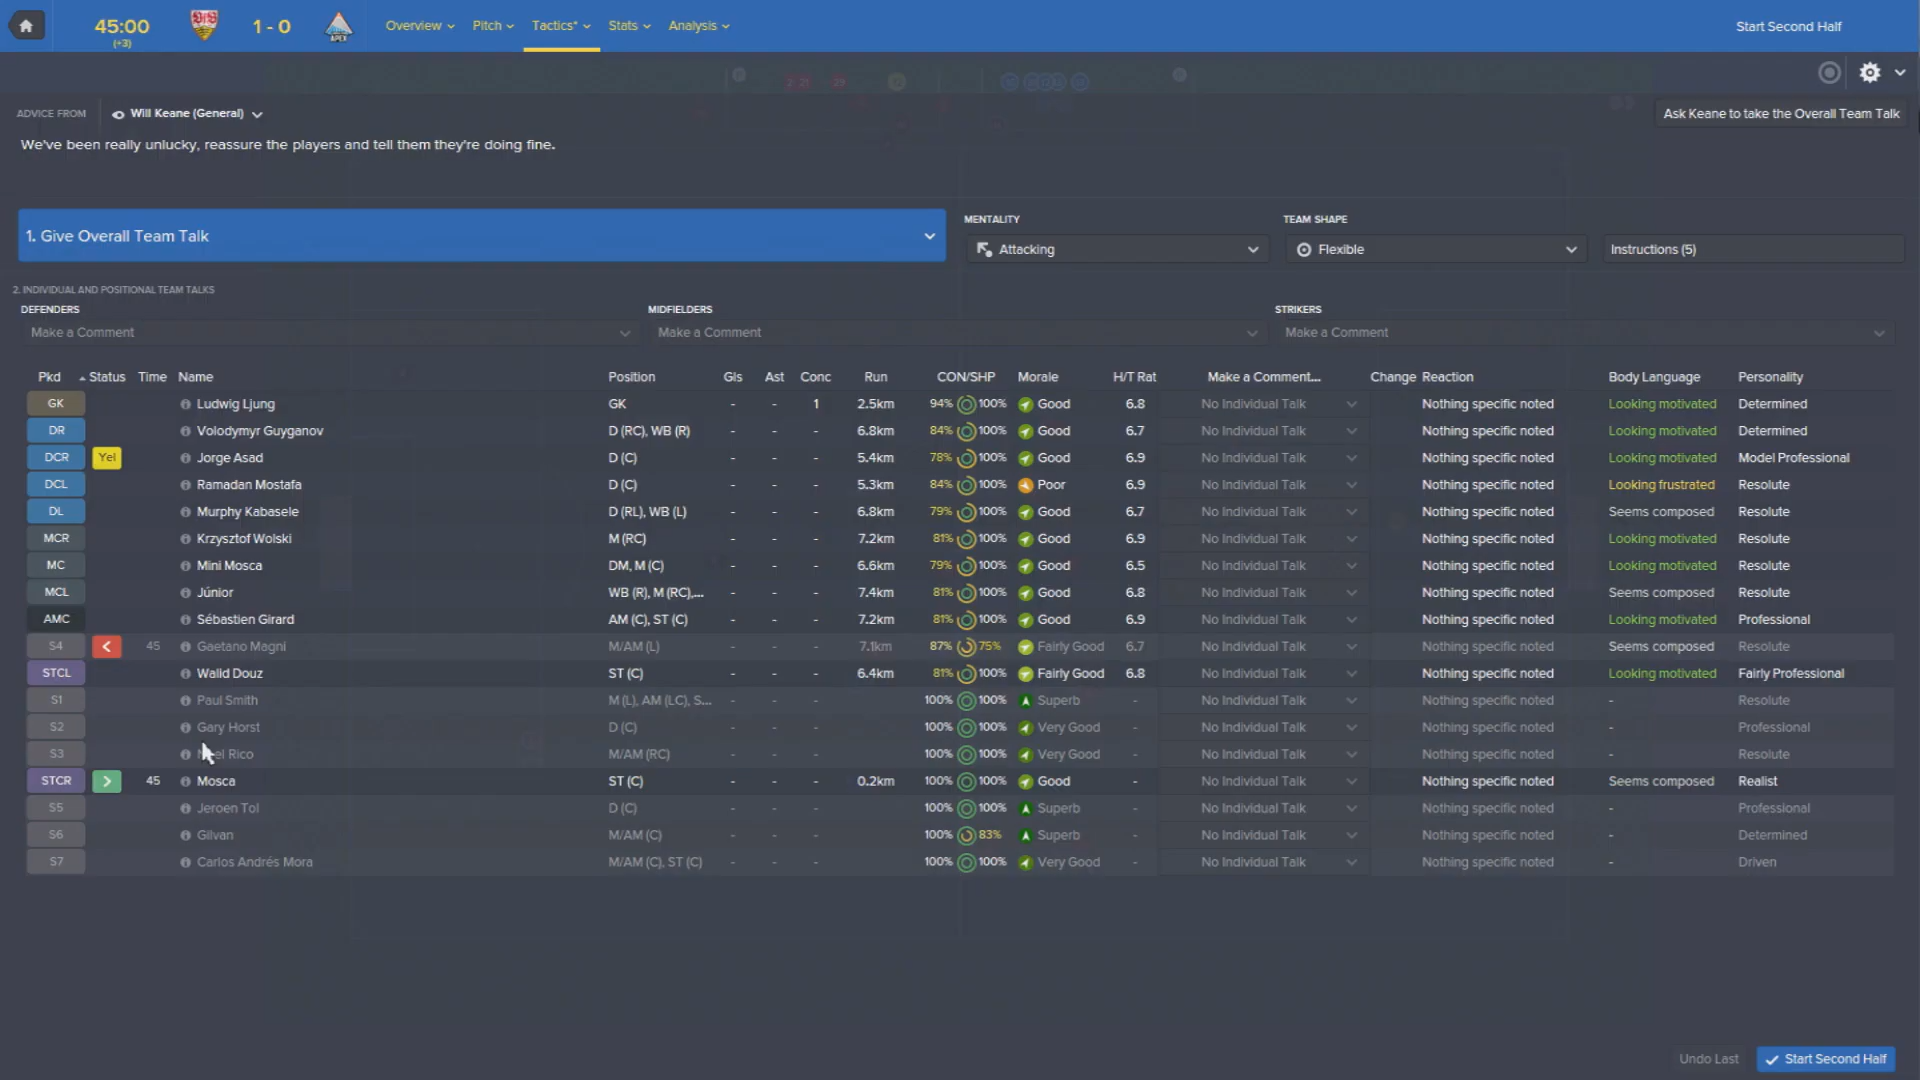 45:00
(+3)
1 - 0
APEX
Overview
Pitch
Tactics*
Stats
Analysis
Start Second Half
ADVICE FROM
Will Keane (General)
Ask Keane to take the Overall Team Talk
We've been really unlucky, reassure the players and tell them they're doing fine.
1. Give Overall Team Talk
MENTALITY
Attacking
TEAM SHAPE
Flexible
Instructions (5)
2. INDIVIDUAL AND POSITIONAL TEAM TALKS
DEFENDERS MIDFIELDERS STRIKERS
Make a Comment Make a Comment Make a Comment
Pkd Status Time Name Position Gls Ast Conc Run CON/SHP Morale H/T Rat Make a Comment... Change Reaction Body Language Personality
GK Ludwig Ljung GK - - 1 2.5km 94% 100% Good 6.8 No Individual Talk Nothing specific noted Looking motivated Determined
DR Volodymyr Guyganov D (RC), WB (R) - - - 6.8km 84% 100% Good 6.7 No Individual Talk Nothing specific noted Looking motivated Determined
DCR Yel Jorge Asad D (C) - - - 5.4km 78% 100% Good 6.9 No Individual Talk Nothing specific noted Looking motivated Model Professional
DCL Ramadan Mostafa D (C) - - - 5.3km 84% 100% Poor 6.9 No Individual Talk Nothing specific noted Looking frustrated Resolute
DL Murphy Kabasele D (RL), WB (L) - - - 6.8km 79% 100% Good 6.7 No Individual Talk Nothing specific noted Seems composed Resolute
MCR Krzysztof Wolski M (RC) - - - 7.2km 81% 100% Good 6.9 No Individual Talk Nothing specific noted Looking motivated Resolute
MC Mini Mosca DM, M (C) - - - 6.6km 79% 100% Good 6.5 No Individual Talk Nothing specific noted Looking motivated Resolute
MCL Júnior WB (R), M (RC),... - - - 7.4km 81% 100% Good 6.8 No Individual Talk Nothing specific noted Seems composed Resolute
AMC Sébastien Girard AM (C), ST (C) - - - 7.2km 81% 100% Good 6.9 No Individual Talk Nothing specific noted Looking motivated Professional
S4 45 Gaetano Magni M/AM (L) - - - 7.1km 87% 75% Fairly Good 6.7 No Individual Talk Nothing specific noted Seems composed Resolute
STCL Walid Douz ST (C) - - - 6.4km 81% 100% Fairly Good 6.8 No Individual Talk Nothing specific noted Looking motivated Fairly Professional
S1 Paul Smith M (L), AM (LC), S... - - - 100% 100% Superb - No Individual Talk Nothing specific noted - Resolute
S2 Gary Horst D (C) - - - 100% 100% Very Good - No Individual Talk Nothing specific noted - Professional
S3 Rico M/AM (RC) - - - 100% 100% Very Good - No Individual Talk Nothing specific noted - Resolute
STCR 45 Mosca ST (C) - - - 0.2km 100% 100% Good - No Individual Talk Nothing specific noted Seems composed Realist
S5 Jeroen Tol D (C) - - - 100% 100% Superb - No Individual Talk Nothing specific noted - Professional
S6 Gilvan M/AM (C) - - - 100% 83% Superb - No Individual Talk Nothing specific noted - Determined
S7 Carlos Andrés Mora M/AM (C), ST (C) - - - 100% 100% Very Good - No Individual Talk Nothing specific noted - Driven
Undo Last
Start Second Half